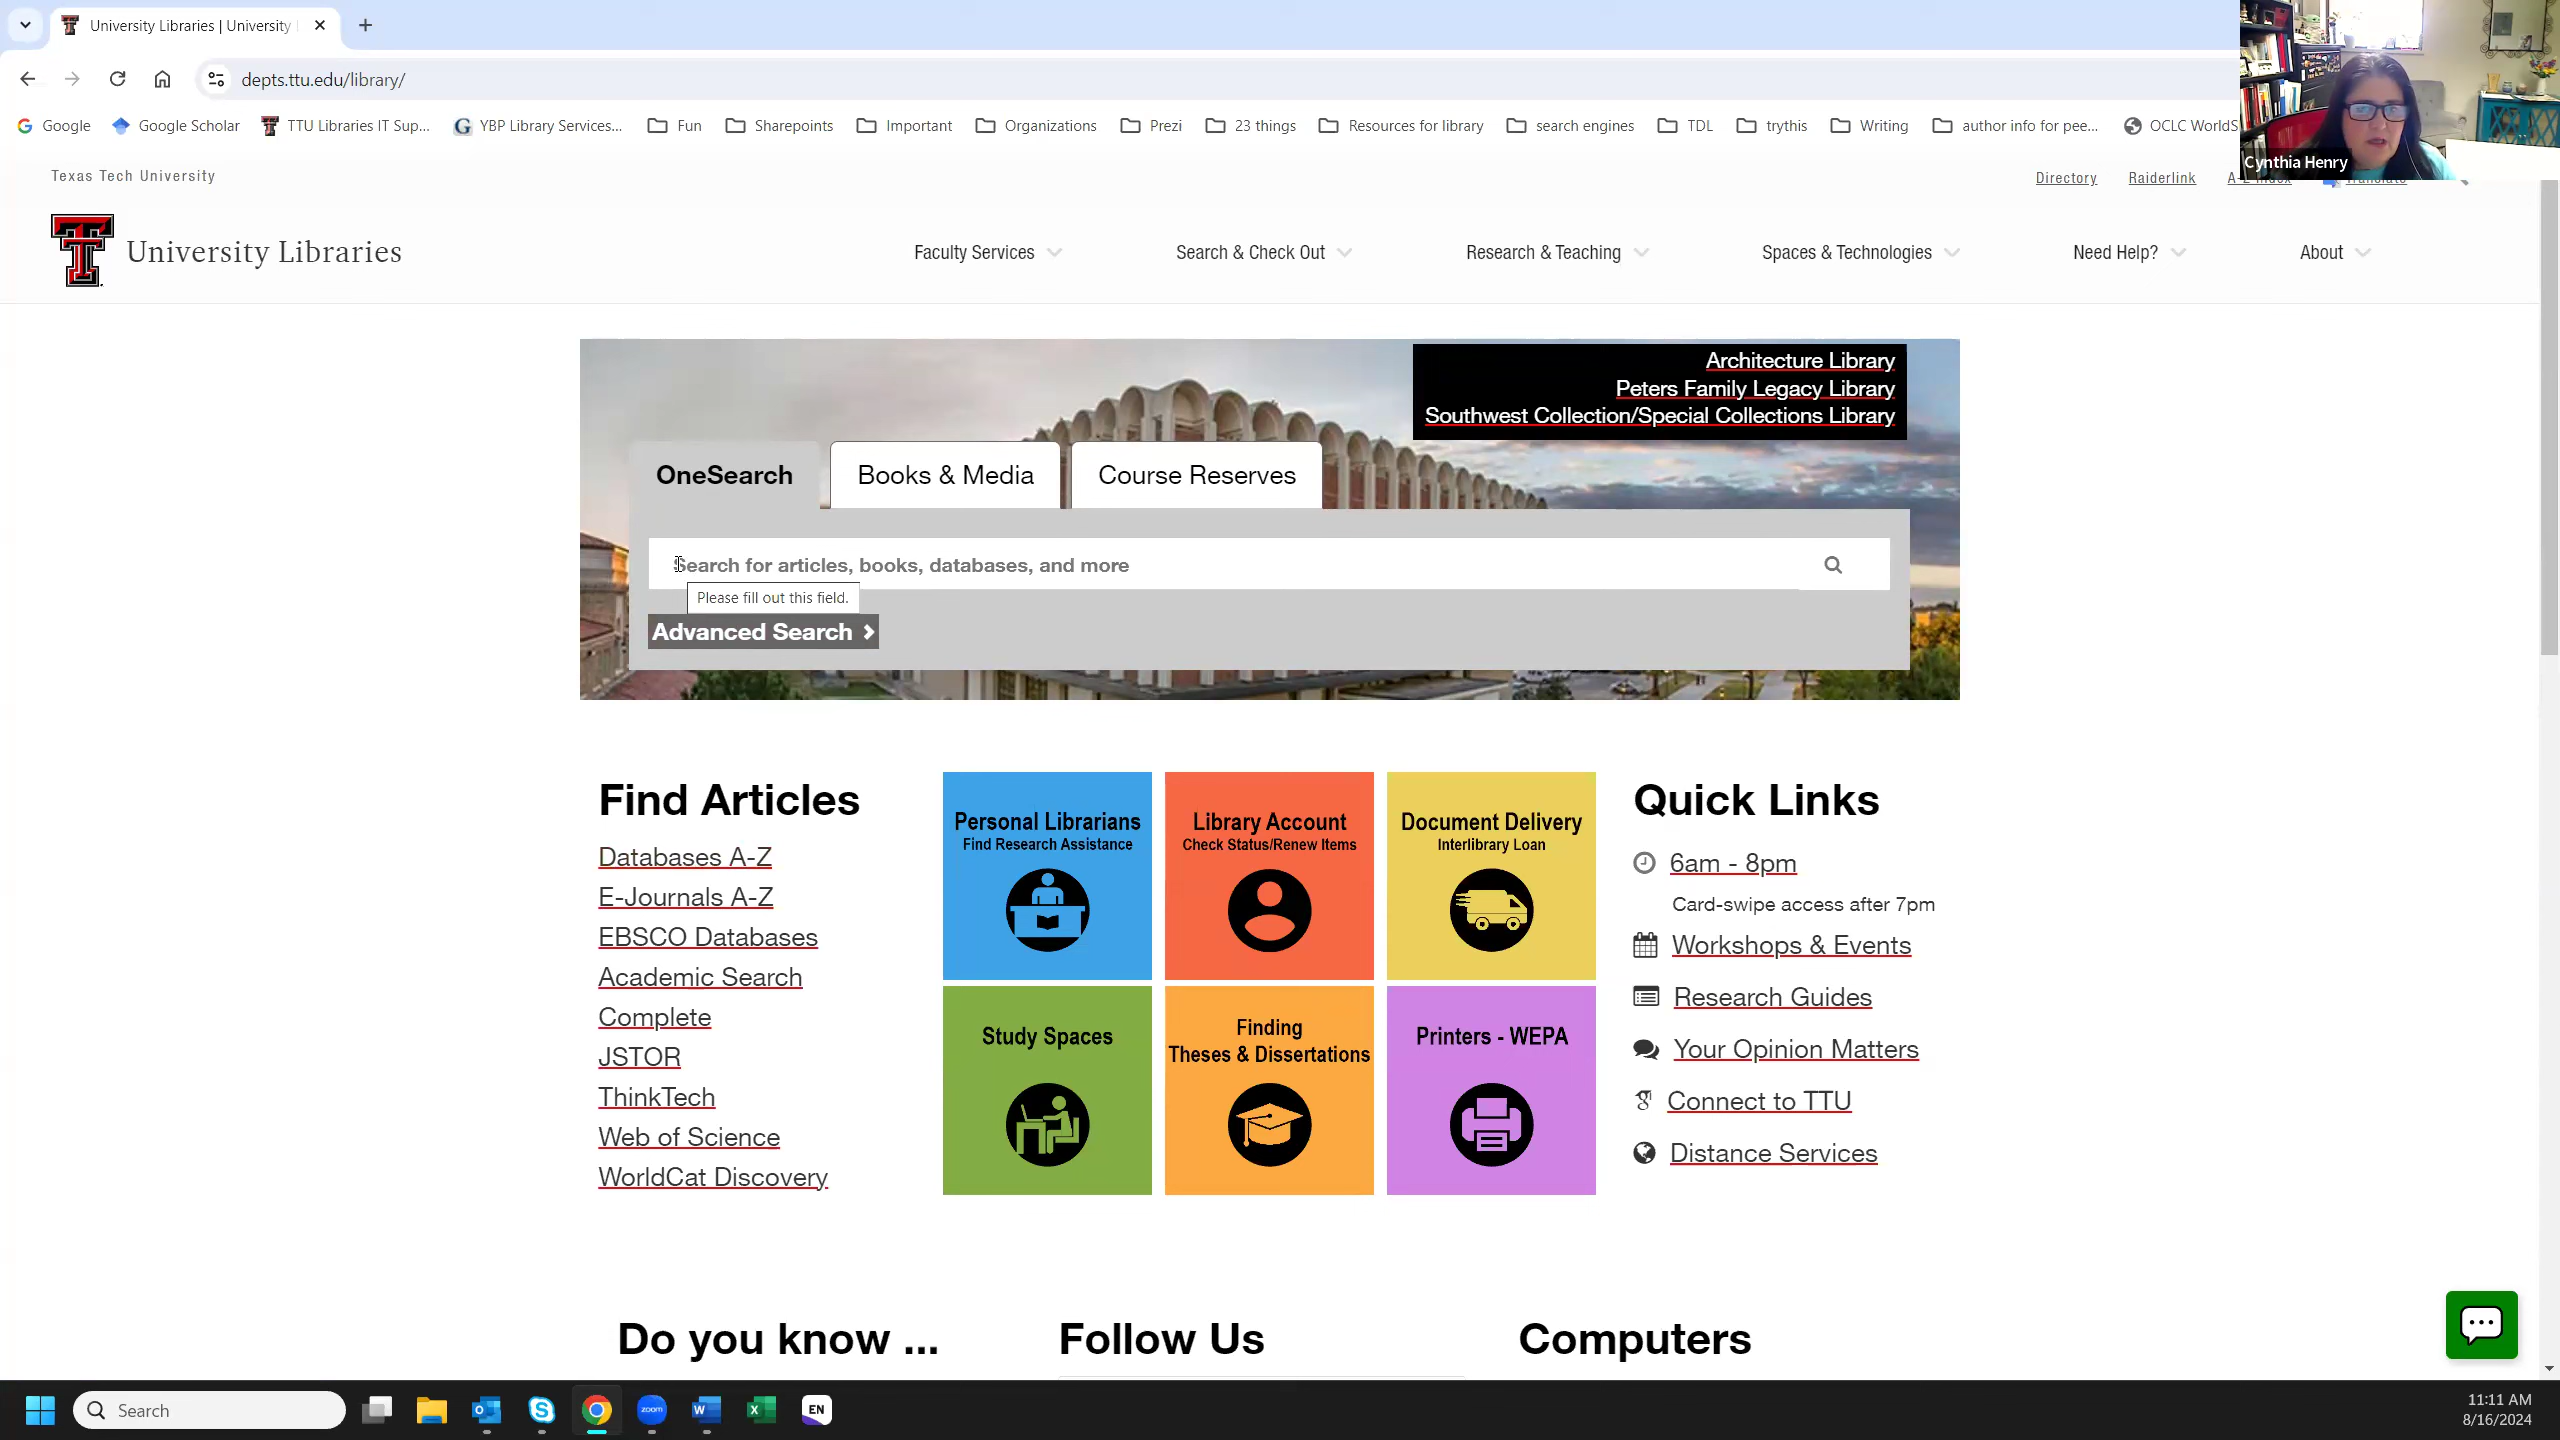 University Libraries | University
depts.ttu.edu/library/
Google
Google Scholar
TTU Libraries IT Sup...
YBP Library Services...
Fun
Sharepoints
Important
Organizations
Prezi
23 things
Resources for library
search engines
TDL
trythis
Writing
author info for pee...
OCLC WorldS
Cynthia Henry
Texas Tech University
Directory
Raiderlink
A-Z Index
Translate
University Libraries
Faculty Services
Search & Check Out
Research & Teaching
Spaces & Technologies
Need Help?
About
Architecture Library
Peters Family Legacy Library
Southwest Collection/Special Collections Library
OneSearch
Books & Media
Course Reserves
Search for articles, books, databases, and more
Please fill out this field.
Advanced Search
Find Articles
Databases A-Z
E-Journals A-Z
EBSCO Databases
Academic Search
Complete
JSTOR
ThinkTech
Web of Science
WorldCat Discovery
Personal Librarians
Find Research Assistance
Library Account
Check Status/Renew Items
Document Delivery
Interlibrary Loan
Study Spaces
Finding
Theses & Dissertations
Printers - WEPA
Quick Links
6am - 8pm
Card-swipe access after 7pm
Workshops & Events
Research Guides
Your Opinion Matters
Connect to TTU
Distance Services
Do you know ...
Follow Us
Computers
Search
zoom
EN
11:11 AM
8/16/2024